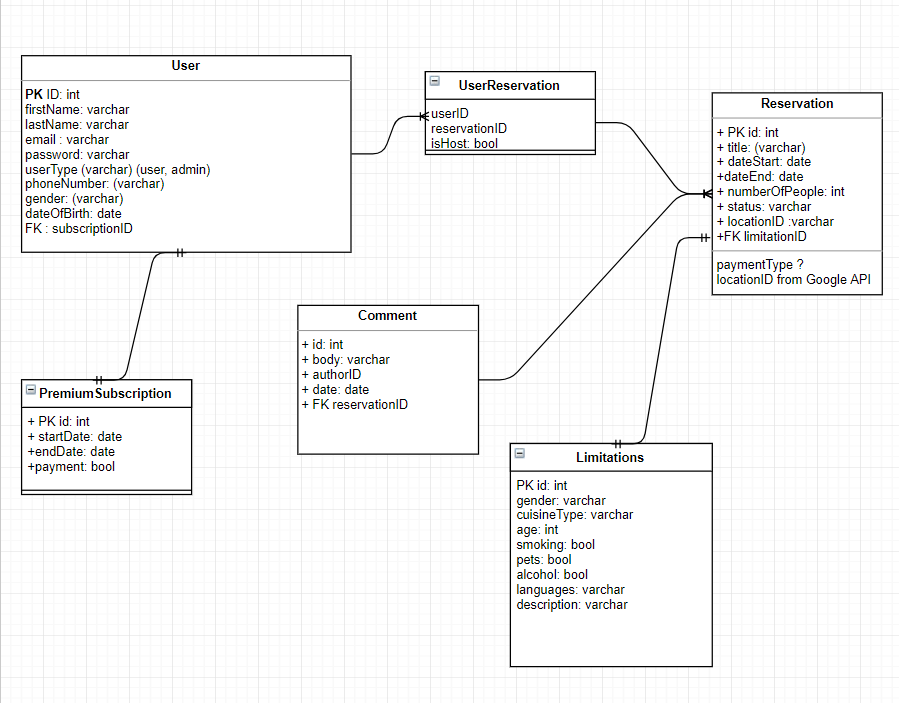 User
PK ID: int
firstName: varchar
lastName: varchar
email : varchar
password: varchar
userType (varchar) (user, admin)
phoneNumber: (varchar)
gender: (varchar)
dateOfBirth: date
FK : subscriptionID
UserReservation
userID
reservationID
isHost: bool
Reservation
+ PK id: int
+ title: (varchar)
+ dateStart: date
+dateEnd: date
+ numberOfPeople: int
+ status: varchar
+ locationID :varchar
+FK limitationID
paymentType ?
locationID from Google API
Comment
+ id: int
+ body: varchar
+ authorID
+ date: date
+ FK reservationID
PremiumSubscription
+ PK id: int
+ startDate: date
+endDate: date
+payment: bool
Limitations
PK id: int
gender: varchar
cuisineType: varchar
age: int
smoking: bool
pets: bool
alcohol: bool
languages: varchar
description: varchar